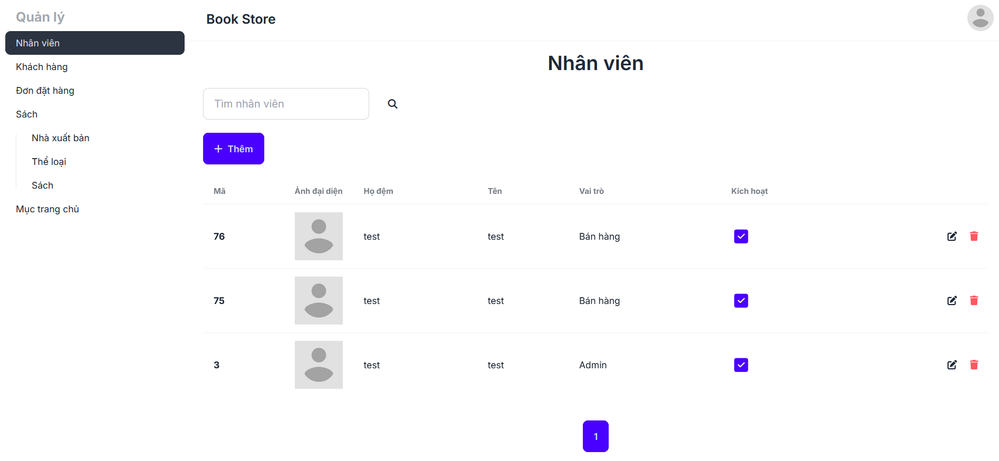 Quản lý
Nhân viên
Khách hàng
Đơn đặt hàng
Sách
Nhà xuất bản
Thể loại
Sách
Mục trang chủ
Book Store
Nhân viên
Tìm nhân viên
+ Thêm
Mã Ảnh đại diện Họ đệm Tên Vai trò Kích hoạt
76 test test Bán hàng
75 test test Bán hàng
3 test test Admin
1